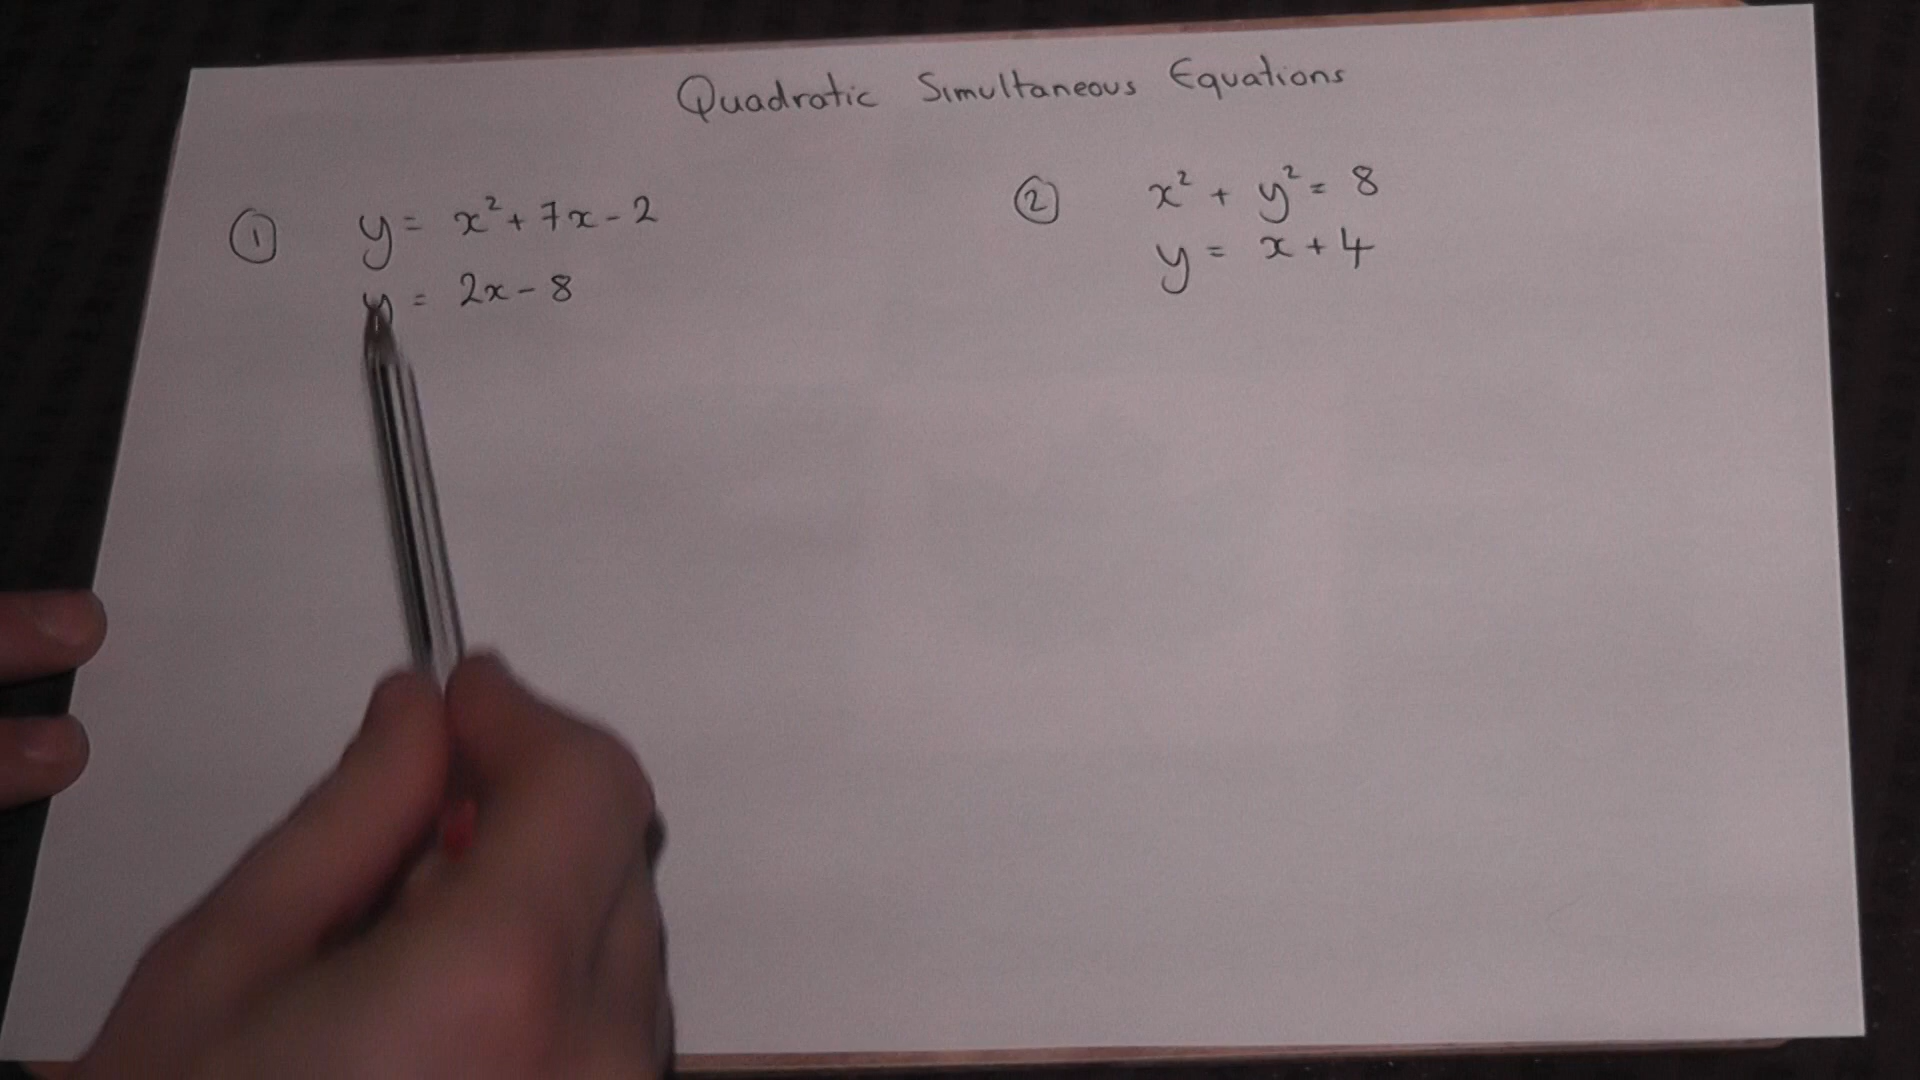 Quadratic Simultaneous Equations
① y = x² + 7x - 2
y = 2x - 8
② x² + y² = 8
y = x + 4